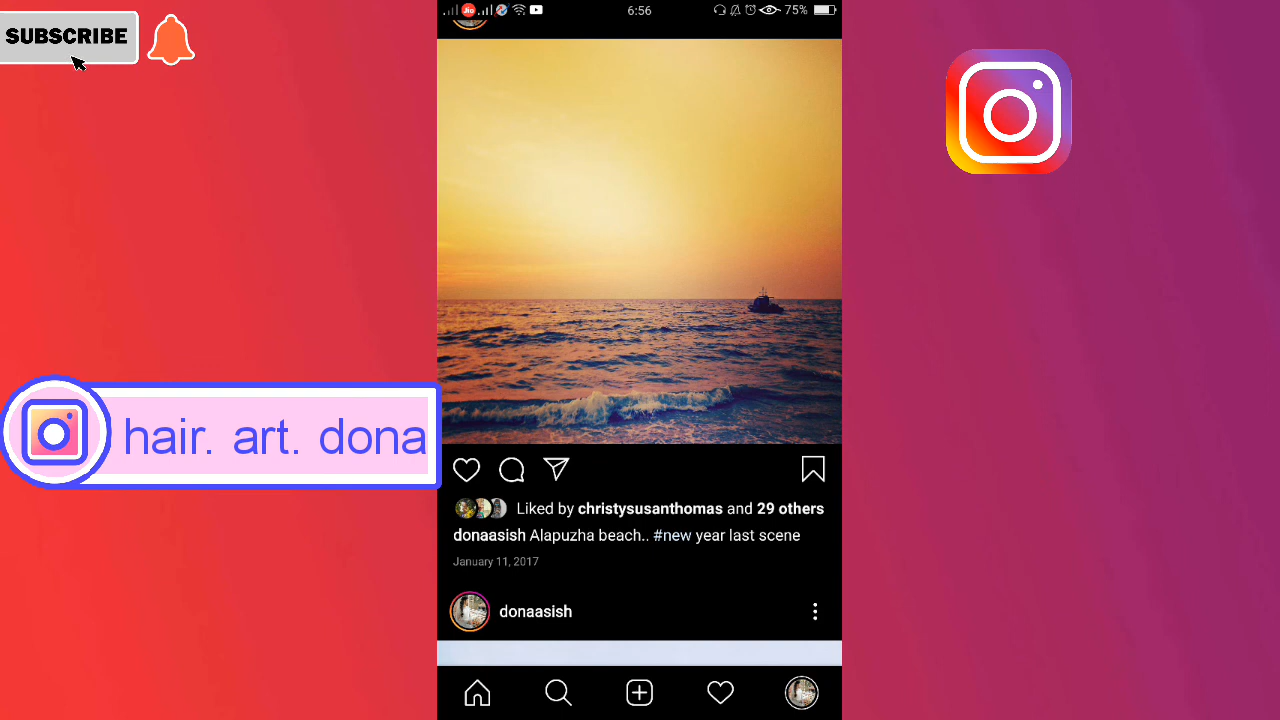 SUBSCRIBE
Jio
6:56
75%
hair. art. dona
Liked by christysusanthomas and 29 others
donaasish Alapuzha beach.. #new year last scene
January 11, 2017
donaasish